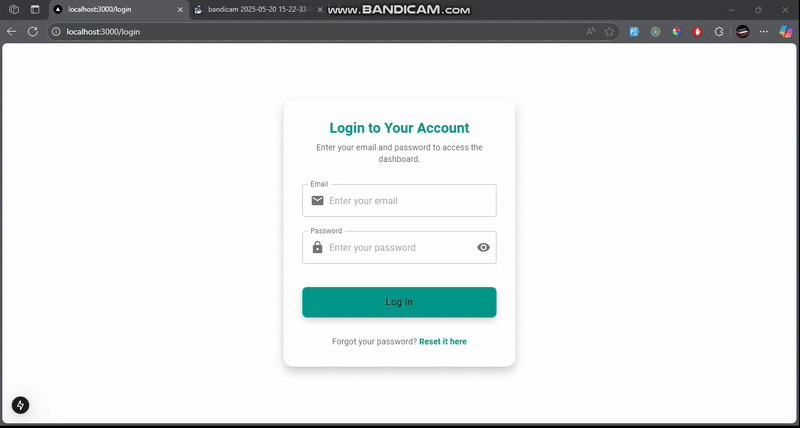 localhost:3000/login
bandicam 2025-05-20 15-22-33-
www.BANDICAM.com
localhost:3000/login
Login to Your Account
Enter your email and password to access the
dashboard.
Email
Enter your email
Password
Enter your password
Log In
Forgot your password? Reset it here